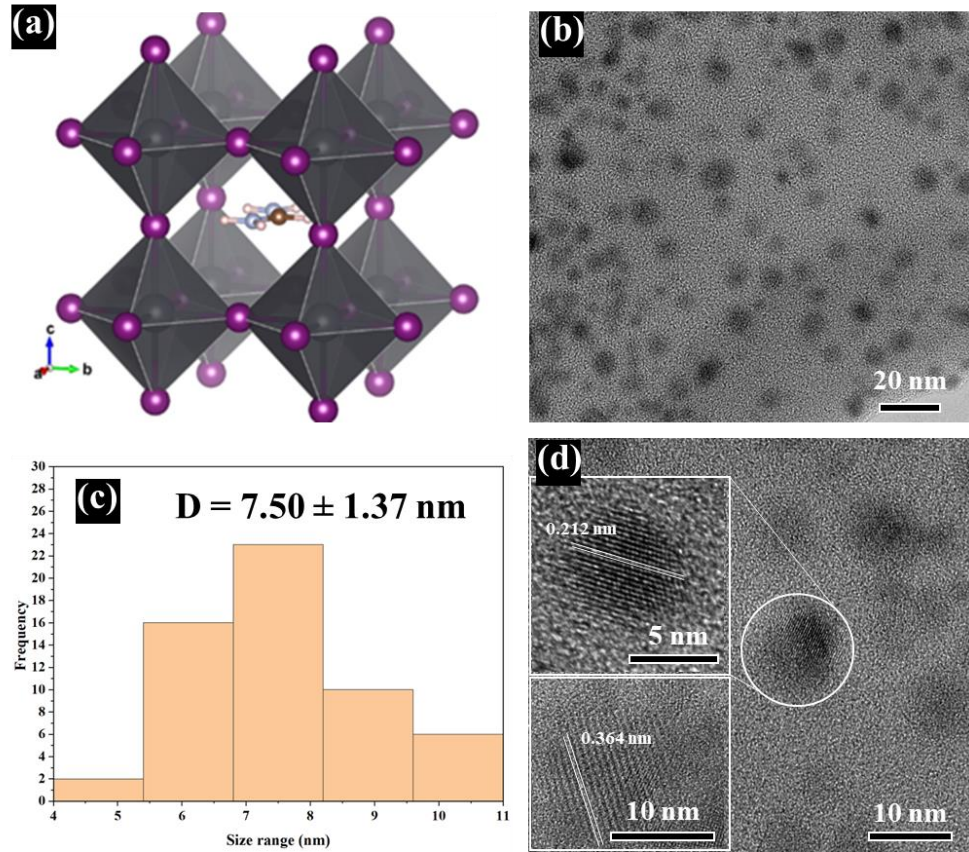 (a)
c
a
b
(b)
20 nm
(c)
D = 7.50 ± 1.37 nm
30
28
26
24
22
20
18
16
14
12
10
8
6
4
2
0
Frequency
4 5 6 7 8 9 10 11
Size range (nm)
(d)
0.212 nm
5 nm
0.364 nm
10 nm
10 nm